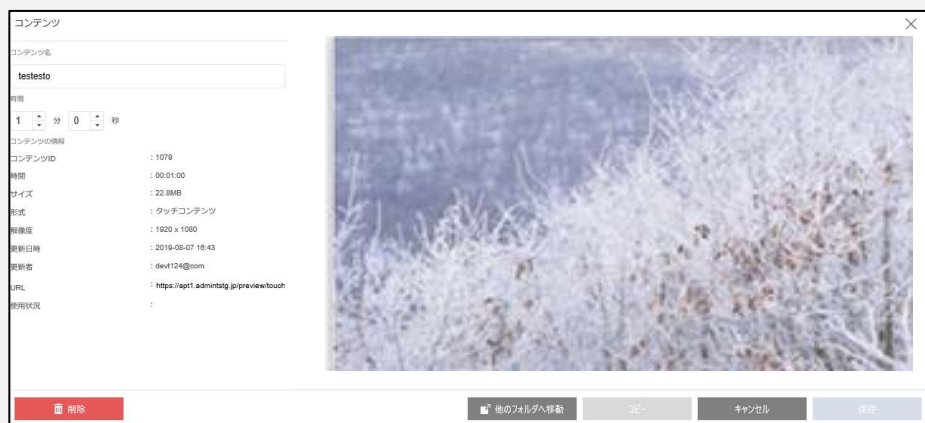 コンテンツ
コンテンツ名
testesto
時間
1 分 0 秒
コンテンツの情報
コンテンツID : 1079
時間 : 00:01:00
サイズ : 22.8MB
形式 : タッチコンテンツ
解像度 : 1920 x 1080
更新日時 : 2019-08-07 16:43
更新者 : devt124@com
URL : https://apt1.admintstg.jp/preview/touch
使用状況 :
削除 他のフォルダへ移動 コピー キャンセル 保存